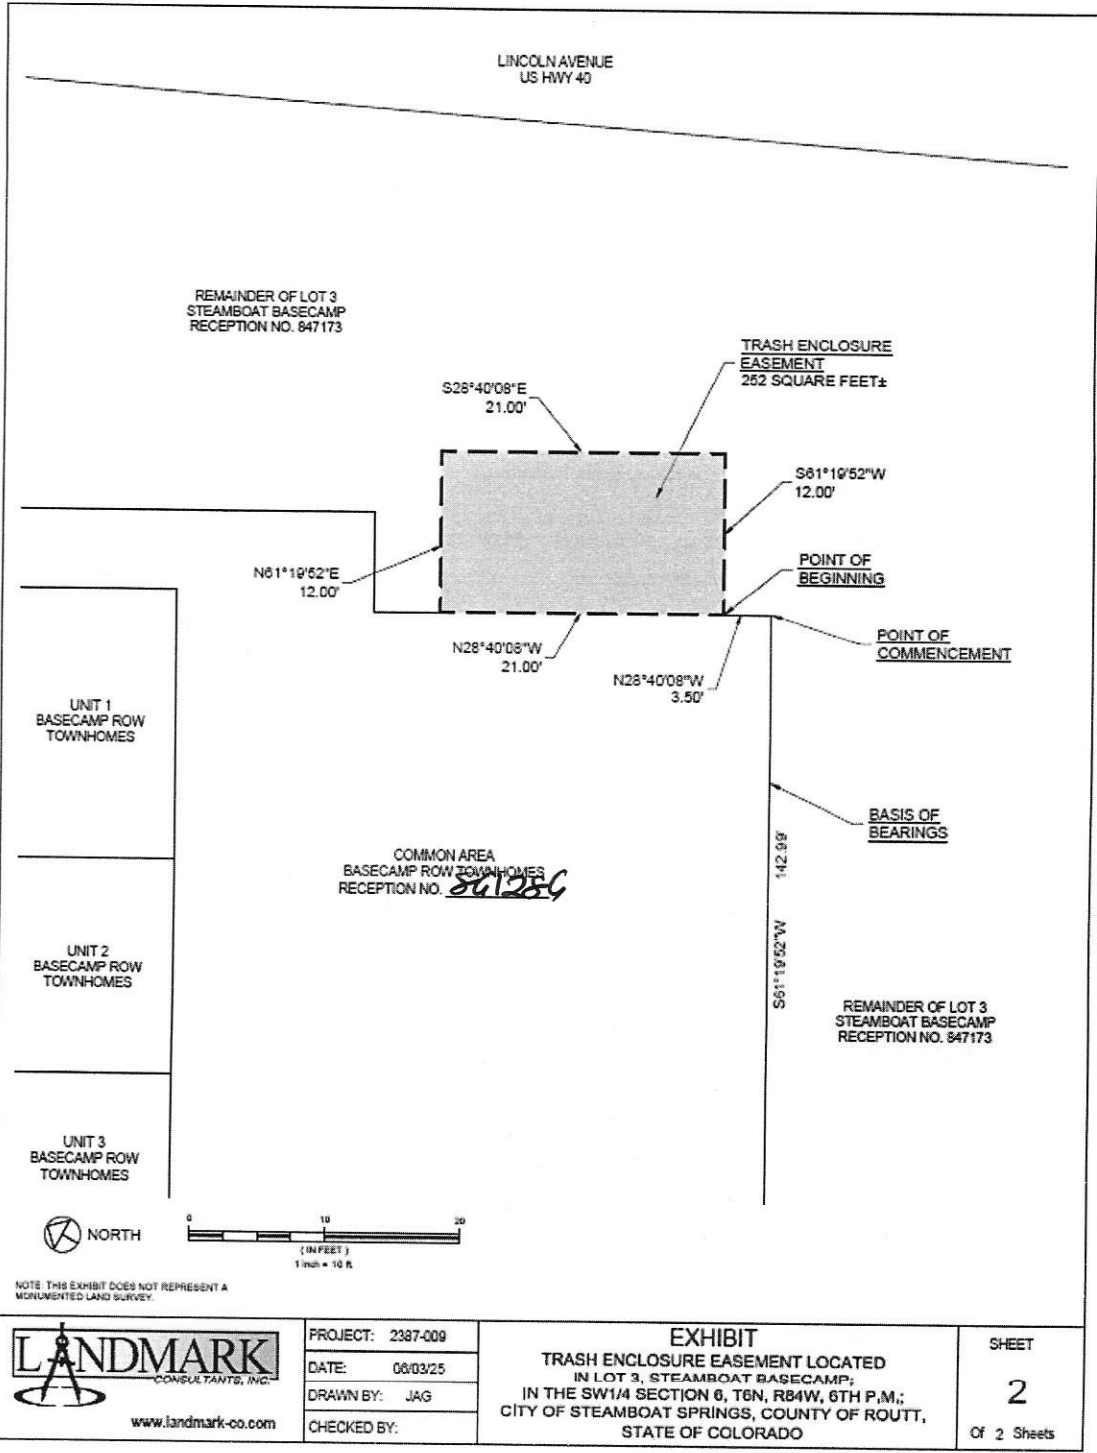 LINCOLN AVENUE
US HWY 40
REMAINDER OF LOT 3
STEAMBOAT BASECAMP
RECEPTION NO. 847173
TRASH ENCLOSURE
EASEMENT
252 SQUARE FEET±
S28°40'08"E
21.00'
S61°19'52"W
12.00'
N61°19'52"E
12.00'
POINT OF
BEGINNING
POINT OF
COMMENCEMENT
N28°40'08"W
21.00'
N28°40'08"W
3.50'
UNIT 1
BASECAMP ROW
TOWNHOMES
BASIS OF
BEARINGS
S61°19'52"W 142.99'
COMMON AREA
BASECAMP ROW TOWNHOMES
RECEPTION NO.
UNIT 2
BASECAMP ROW
TOWNHOMES
REMAINDER OF LOT 3
STEAMBOAT BASECAMP
RECEPTION NO. 847173
UNIT 3
BASECAMP ROW
TOWNHOMES
NORTH
0 10 20
( IN FEET )
1 inch = 10 ft.
NOTE: THIS EXHIBIT DOES NOT REPRESENT A
MONUMENTED LAND SURVEY.
LANDMARK
CONSULTANTS, INC.
www.landmark-co.com
PROJECT: 2387-009
DATE: 06/03/25
DRAWN BY: JAG
CHECKED BY:
EXHIBIT
TRASH ENCLOSURE EASEMENT LOCATED
IN LOT 3, STEAMBOAT BASECAMP;
IN THE SW1/4 SECTION 6, T6N, R84W, 6TH P.M.;
CITY OF STEAMBOAT SPRINGS, COUNTY OF ROUTT,
STATE OF COLORADO
SHEET
2
Of 2 Sheets